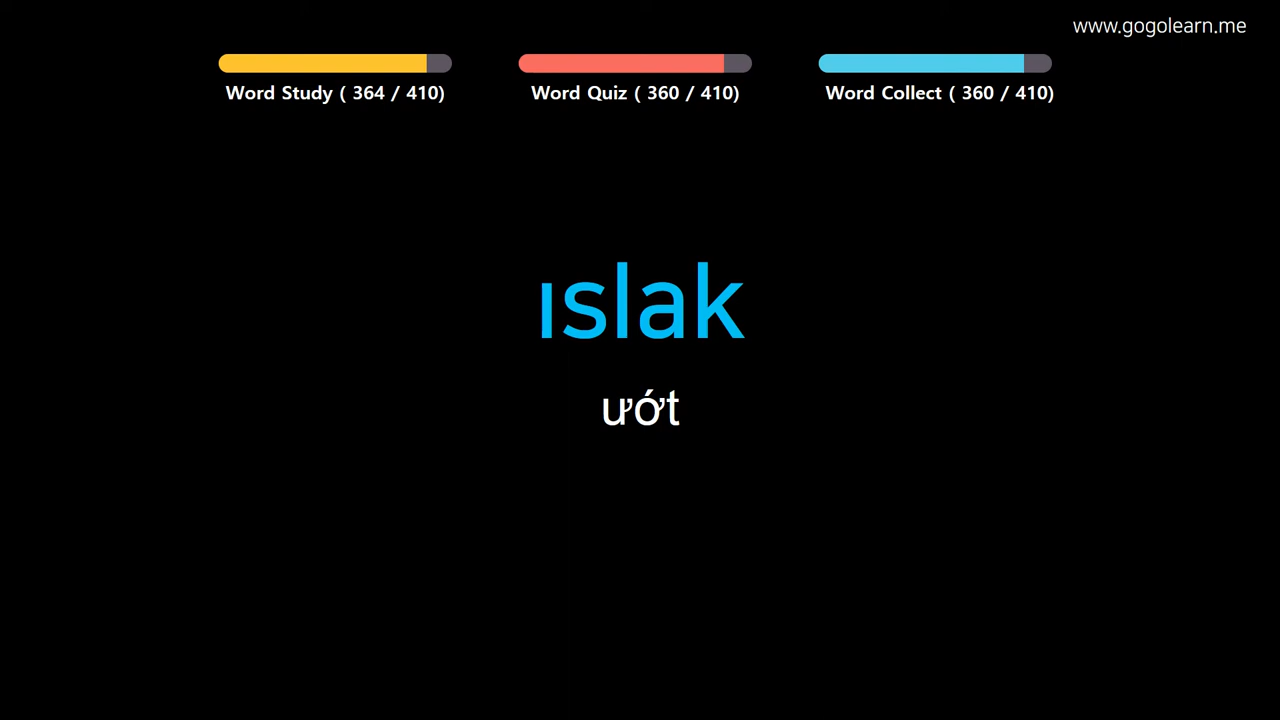 www.gogolearn.me
Word Study ( 364 / 410)
Word Quiz ( 360 / 410)
Word Collect ( 360 / 410)
ıslak
ướt